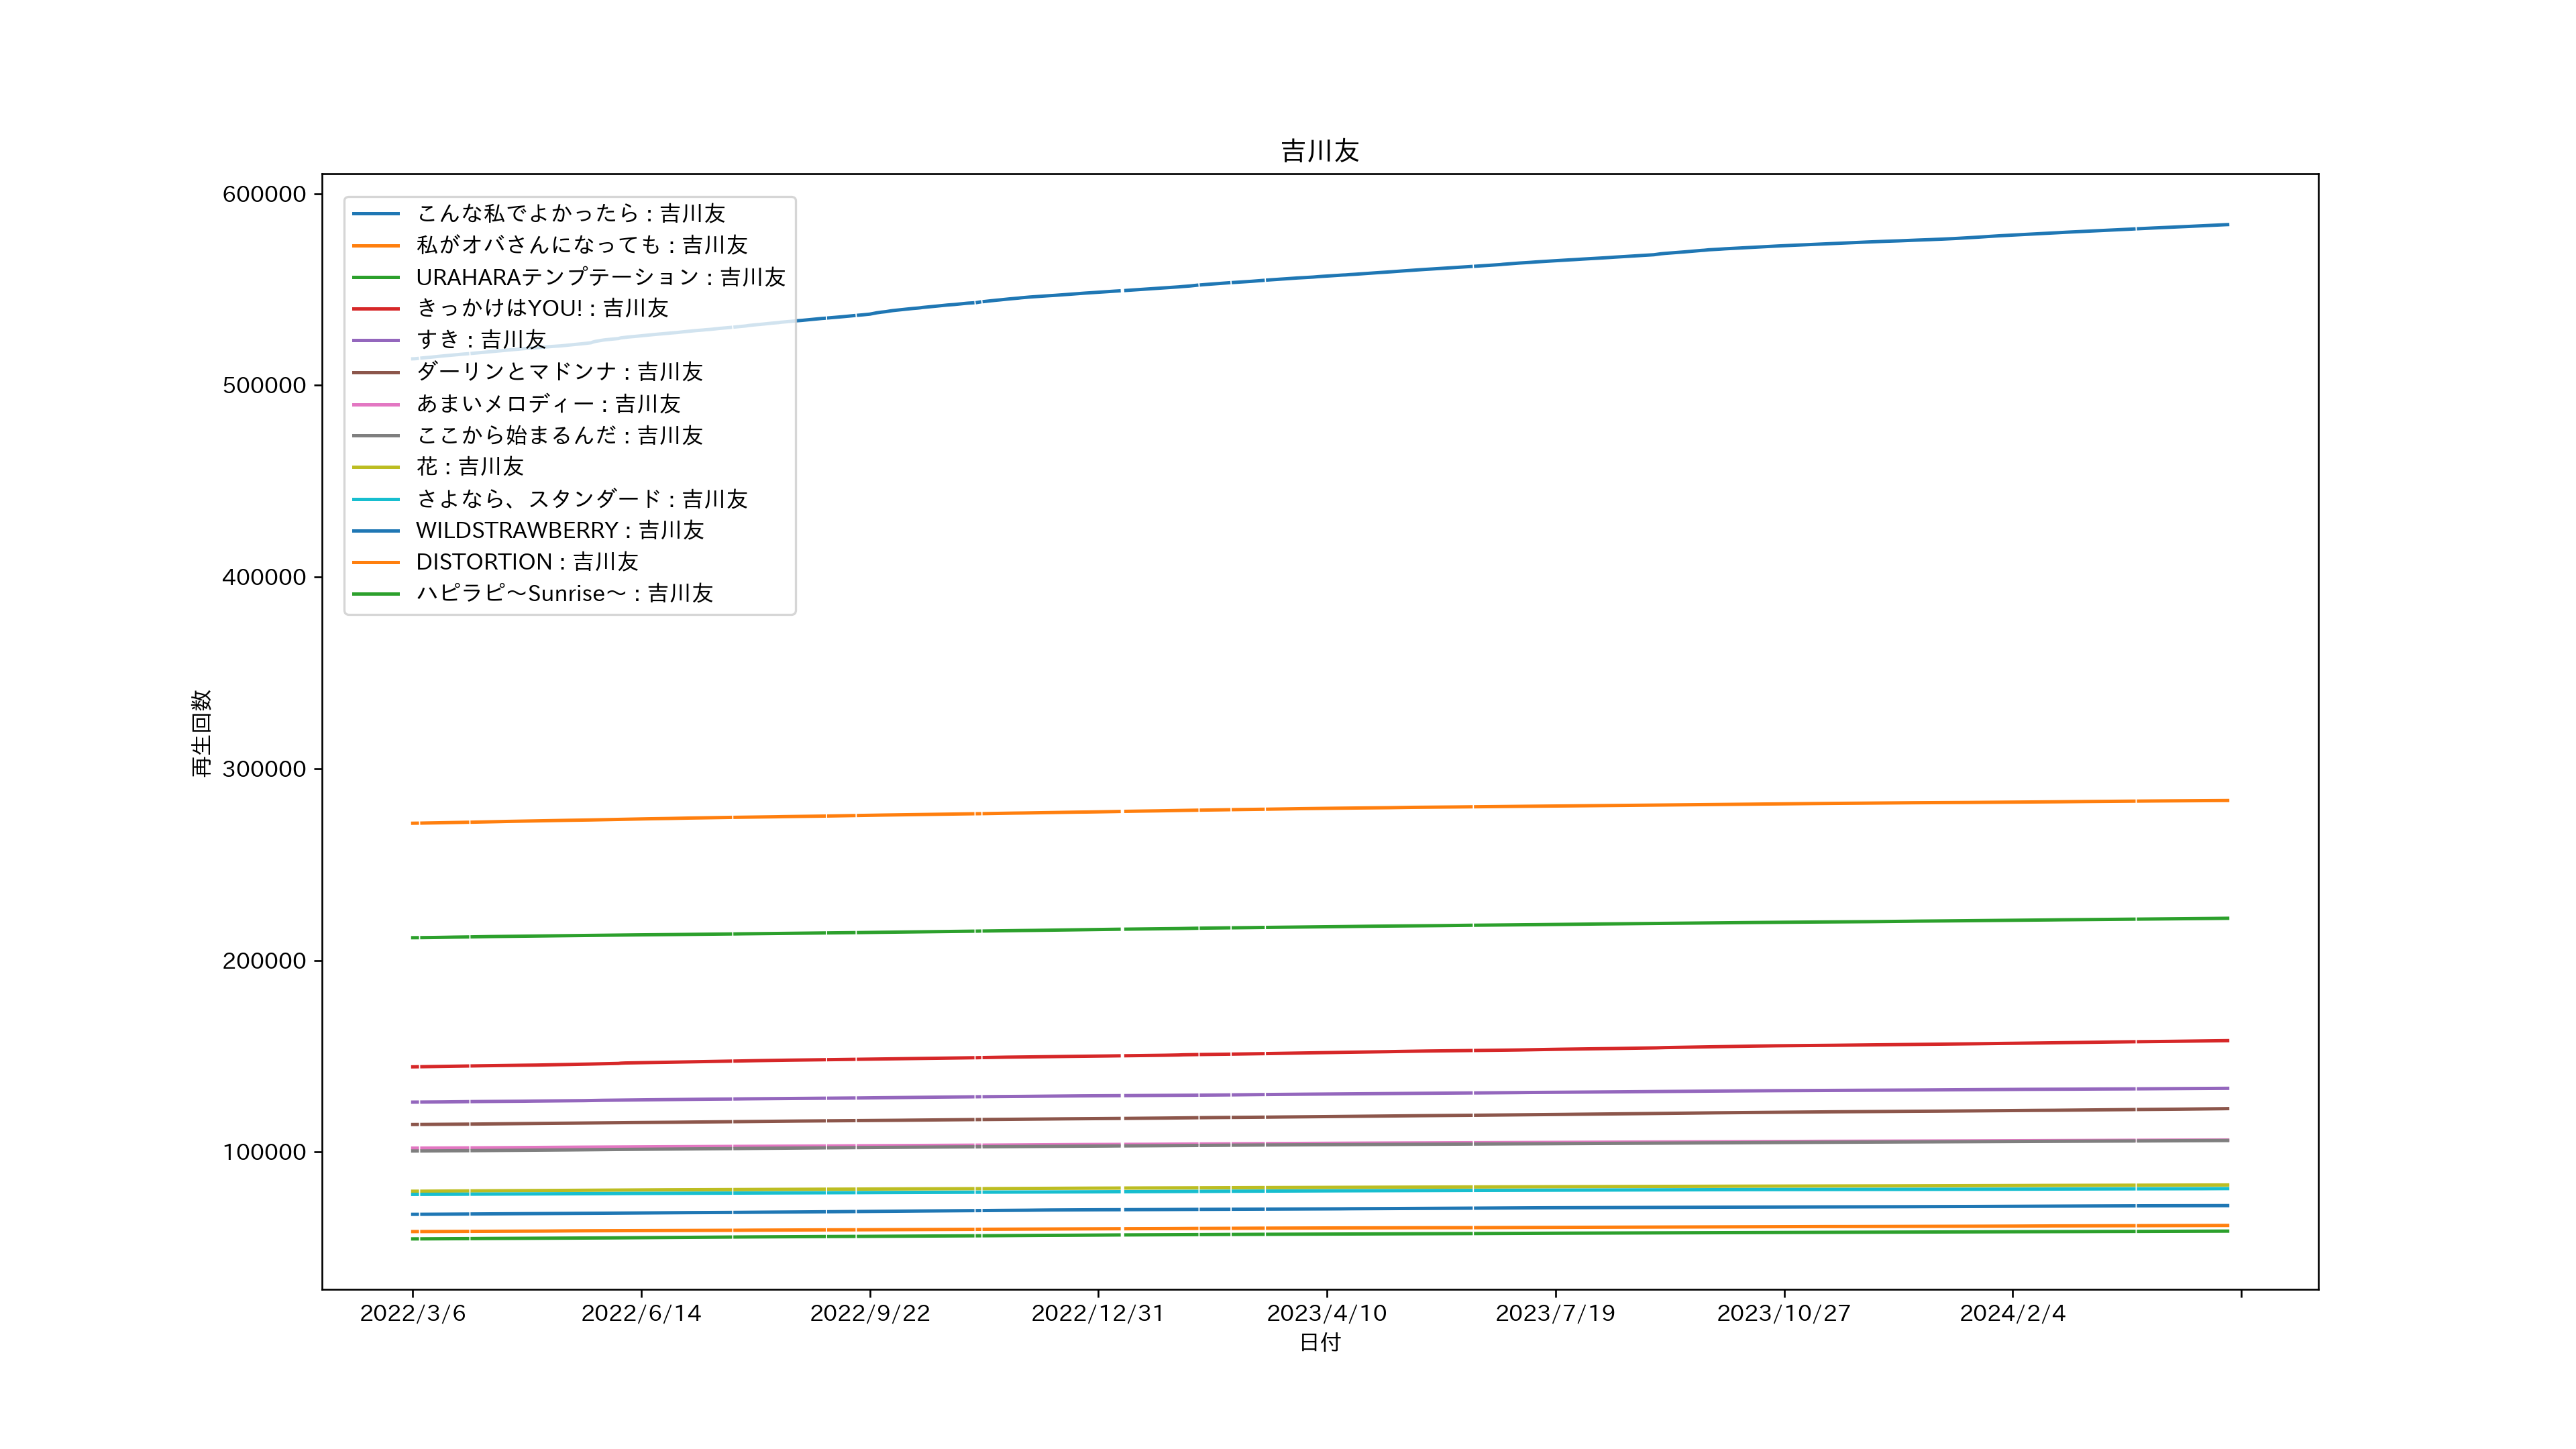 吉川友
600000
500000
400000
300000
200000
100000
再生回数
こんな私でよかったら : 吉川友
私がオバさんになっても : 吉川友
URAHARAテンプテーション : 吉川友
きっかけはYOU! : 吉川友
すき : 吉川友
ダーリンとマドンナ : 吉川友
あまいメロディー : 吉川友
ここから始まるんだ : 吉川友
花 : 吉川友
さよなら、スタンダード : 吉川友
WILDSTRAWBERRY : 吉川友
DISTORTION : 吉川友
ハピラピ～Sunrise～ : 吉川友
2022/3/6
2022/6/14
2022/9/22
2022/12/31
2023/4/10
2023/7/19
2023/10/27
2024/2/4
日付